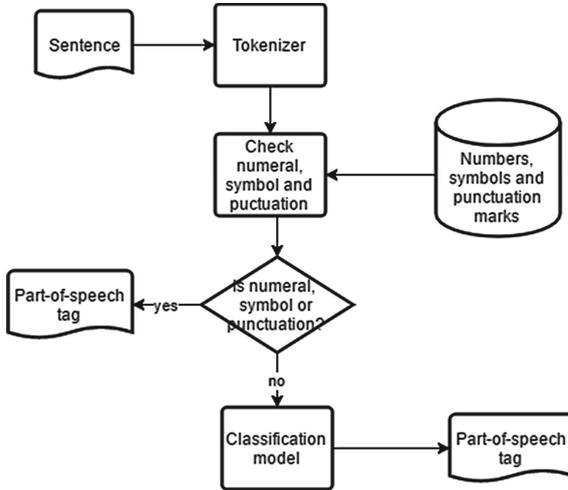 Sentence
Tokenizer
Check
numeral,
symbol and
puctuation
Numbers,
symbols and
punctuation
marks
Is numeral,
symbol or
punctuation?
yes
Part-of-speech
tag
no
Classification
model
Part-of-speech
tag